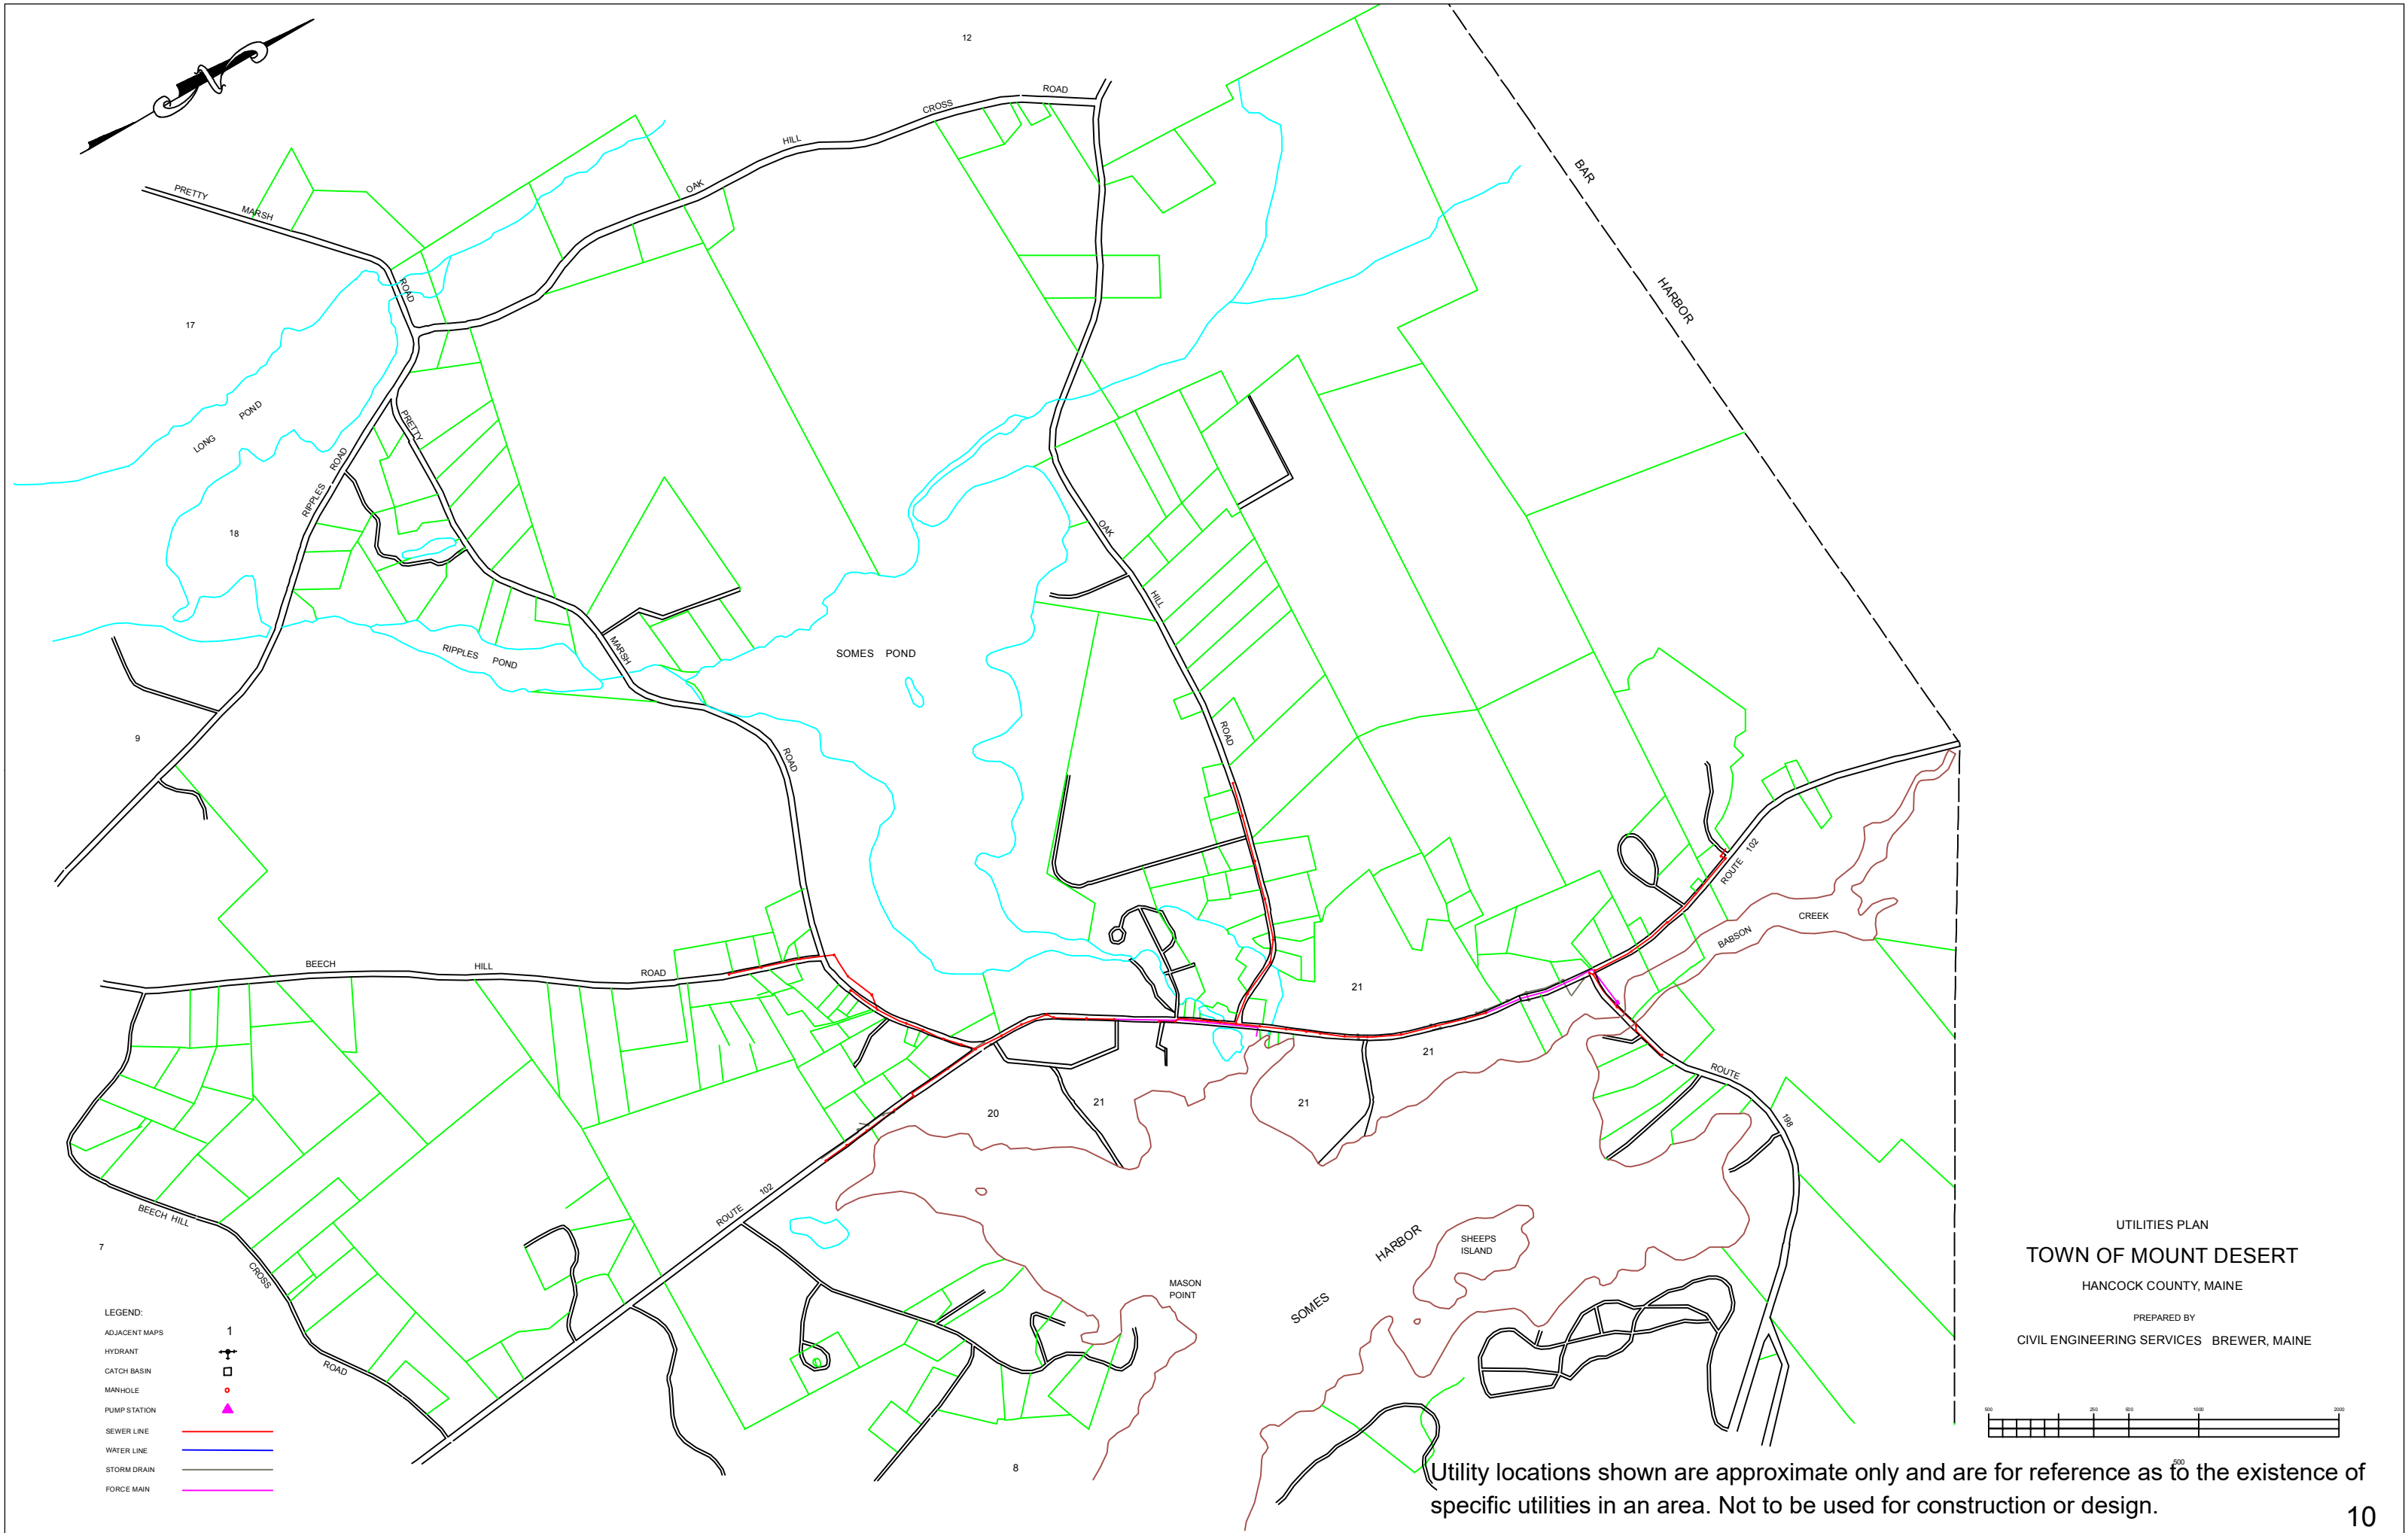 12
CROSS
ROAD
HILL
OAK
BAR
PRETTY
MARSH
ROAD
HARBOR
17
LONG
POND
PRETTY
RIPPLES
ROAD
18
OAK
HILL
MARSH
RIPPLES
POND
SOMES POND
ROAD
9
ROAD
ROUTE 102
CREEK
BABSON
BEECH
HILL
ROAD
21
21
ROUTE
198
20
21
21
ROUTE
102
BEECH HILL
CROSS
ROAD
7
HARBOR
SOMES
SHEEPS
ISLAND
MASON
POINT
8
LEGEND:
ADJACENT MAPS 1
HYDRANT
CATCH BASIN
MANHOLE
PUMP STATION
SEWER LINE
WATER LINE
STORM DRAIN
FORCE MAIN
UTILITIES PLAN
TOWN OF MOUNT DESERT
HANCOCK COUNTY, MAINE
PREPARED BY
CIVIL ENGINEERING SERVICES BREWER, MAINE
500 250 500 1000 2000
500
Utility locations shown are approximate only and are for reference as to the existence of
specific utilities in an area. Not to be used for construction or design.
10